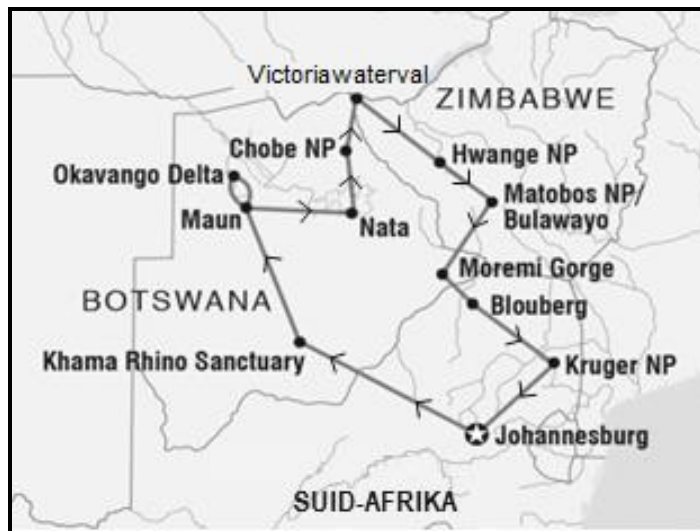 Victoriawaterval
ZIMBABWE
Chobe NP
Hwange NP
Okavango Delta
Matobos NP/
Bulawayo
Maun
Nata
Moremi Gorge
BOTSWANA
Blouberg
Khama Rhino Sanctuary
Kruger NP
Johannesburg
SUID-AFRIKA